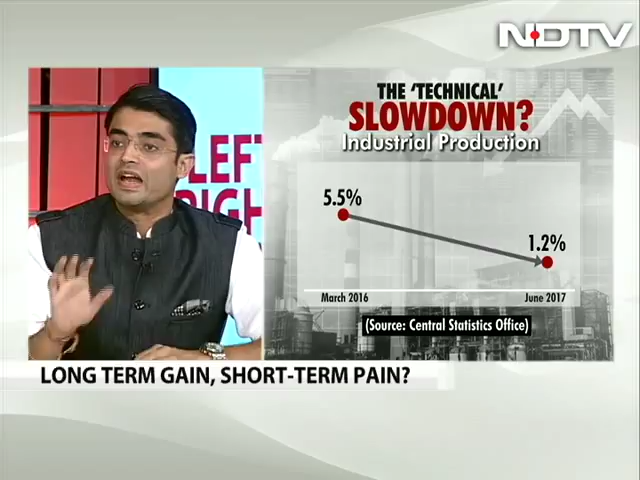 NDTV
THE 'TECHNICAL'
SLOWDOWN?
Industrial Production
LEFT
RIGH
5.5%
1.2%
March 2016
June 2017
(Source: Central Statistics Office)
LONG TERM GAIN, SHORT-TERM PAIN?